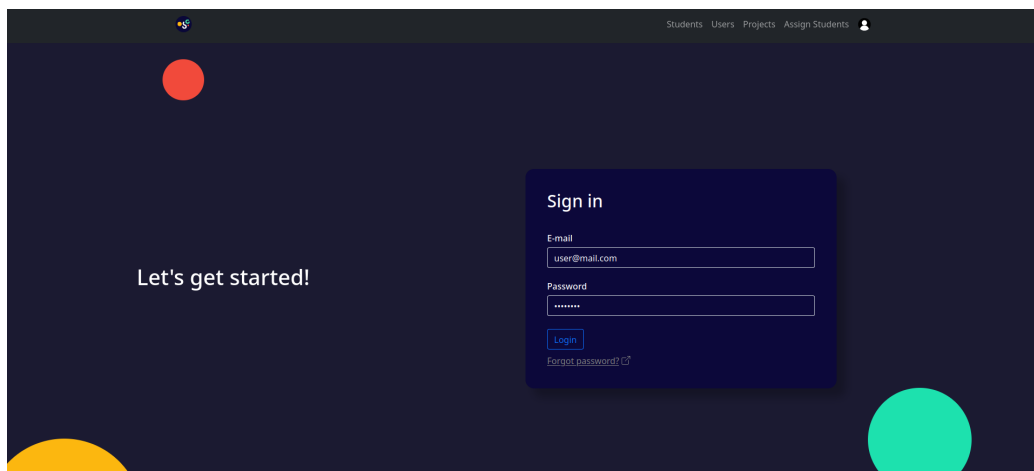 Students Users Projects Assign Students
Let's get started!
Sign in
E-mail
user@mail.com
Password
••••••••
Login
Forgot password?